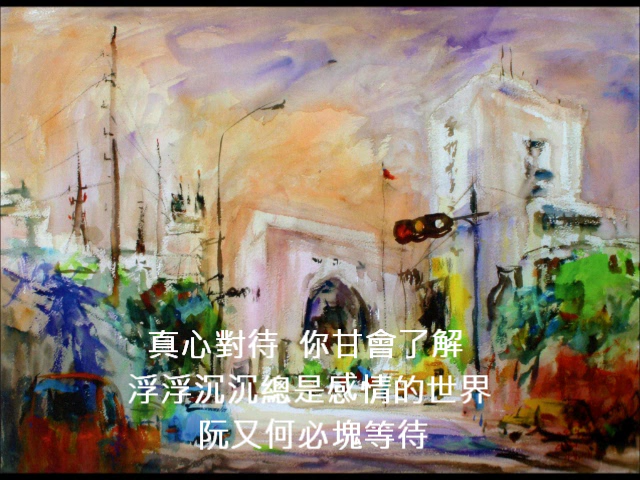 真心對待 你甘會了解
浮浮沉沉總是感情的世界
阮又何必塊等待